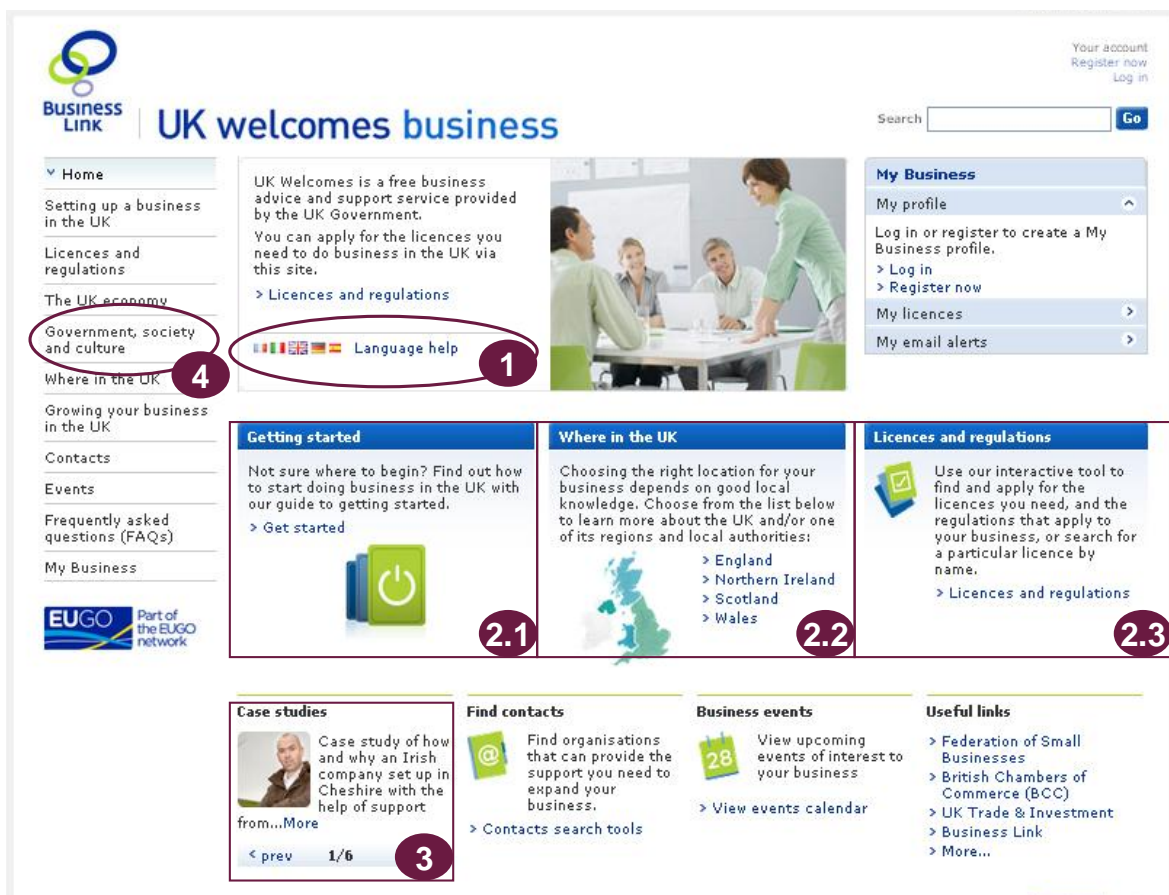 Your account
Register now
Log in
Business
Link
UK welcomes business
Search
Go
Home
Setting up a business
in the UK
Licences and
regulations
The UK economy
Government, society
and culture
4
Where in the UK
Growing your business
in the UK
Contacts
Events
Frequently asked
questions (FAQs)
My Business
EUGO
Part of
the EUGO
network
UK Welcomes is a free business
advice and support service provided
by the UK Government.
You can apply for the licences you
need to do business in the UK via
this site.
> Licences and regulations
Language help
1
My Business
My profile
Log in or register to create a My
Business profile.
> Log in
> Register now
My licences
My email alerts
Getting started
Not sure where to begin? Find out how
to start doing business in the UK with
our guide to getting started.
> Get started
2.1
Where in the UK
Choosing the right location for your
business depends on good local
knowledge. Choose from the list below
to learn more about the UK and/or one
of its regions and local authorities:
> England
> Northern Ireland
> Scotland
> Wales
2.2
Licences and regulations
Use our interactive tool to
find and apply for the
licences you need, and the
regulations that apply to
your business, or search for
a particular licence by
name.
> Licences and regulations
2.3
Case studies
Case study of how
and why an Irish
company set up in
Cheshire with the
help of support
from...More
< prev 1/6
3
Find contacts
@
Find organisations
that can provide the
support you need to
expand your
business.
> Contacts search tools
Business events
28
View upcoming
events of interest to
your business
> View events calendar
Useful links
> Federation of Small
Businesses
> British Chambers of
Commerce (BCC)
> UK Trade & Investment
> Business Link
> More...